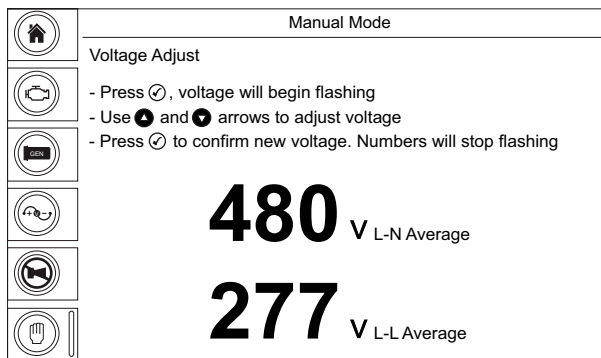 Manual Mode
Voltage Adjust
- Press ✓, voltage will begin flashing
- Use ▲ and ▼ arrows to adjust voltage
- Press ✓ to confirm new voltage. Numbers will stop flashing
GEN
480 V L-N Average
277 V L-L Average